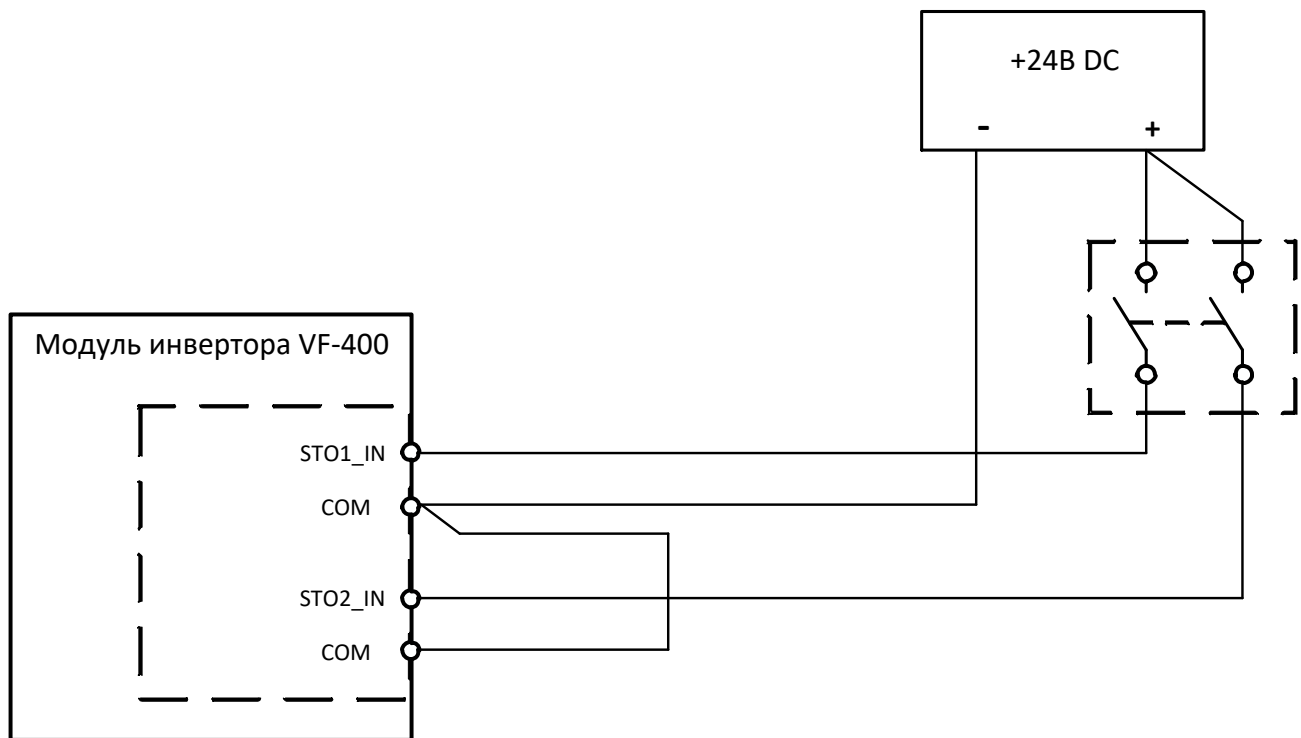 +24В DC
- +
Модуль инвертора VF-400
STO1_IN
COM
STO2_IN
COM